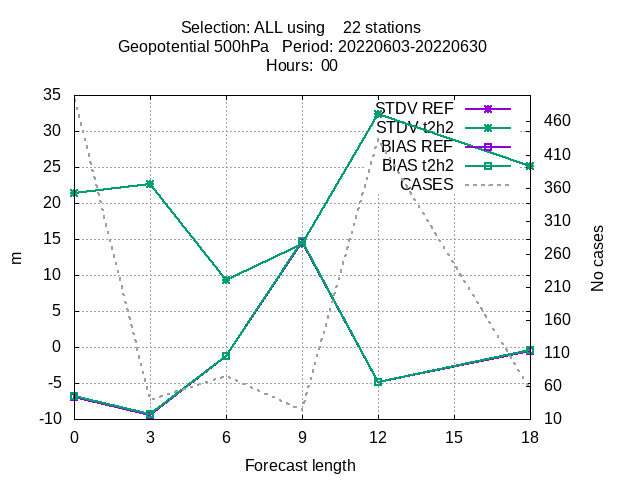 Selection: ALL using    22 stations
Geopotential 500hPa   Period: 20220603-20220630
Hours:  00
35
30
25
20
15
10
5
0
-5
-10
m
STDV REF
STDV t2h2
BIAS REF
BIAS t2h2
CASES
460
410
360
310
260
210
160
110
60
10
No cases
0 3 6 9 12 15 18
Forecast length